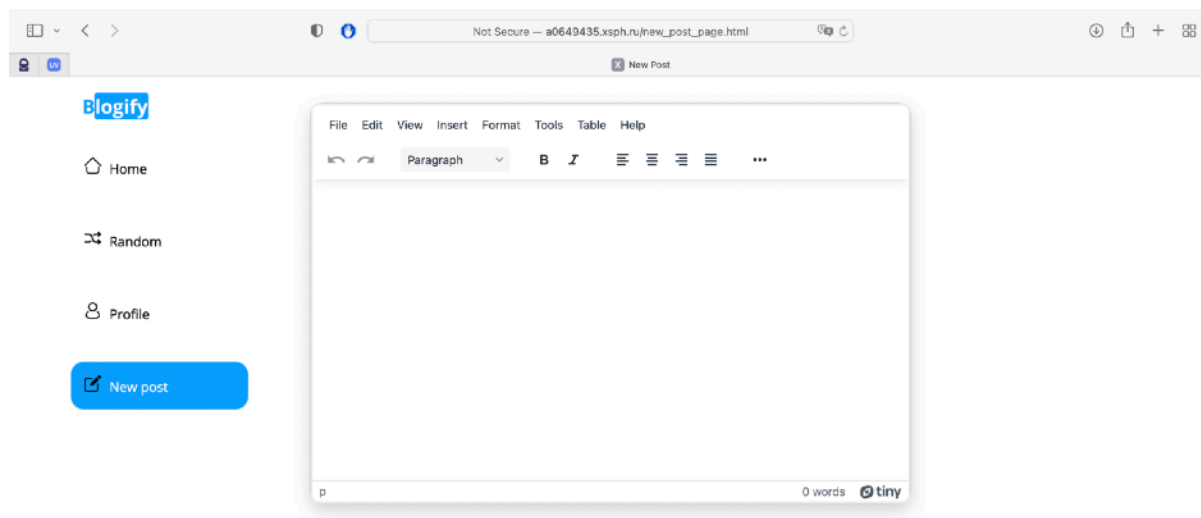 Not Secure — a0649435.xsph.ru/new_post_page.html
UV
X New Post
Blogify
File Edit View Insert Format Tools Table Help
Paragraph B I ...
Home
Random
Profile
New post
p 0 words tiny